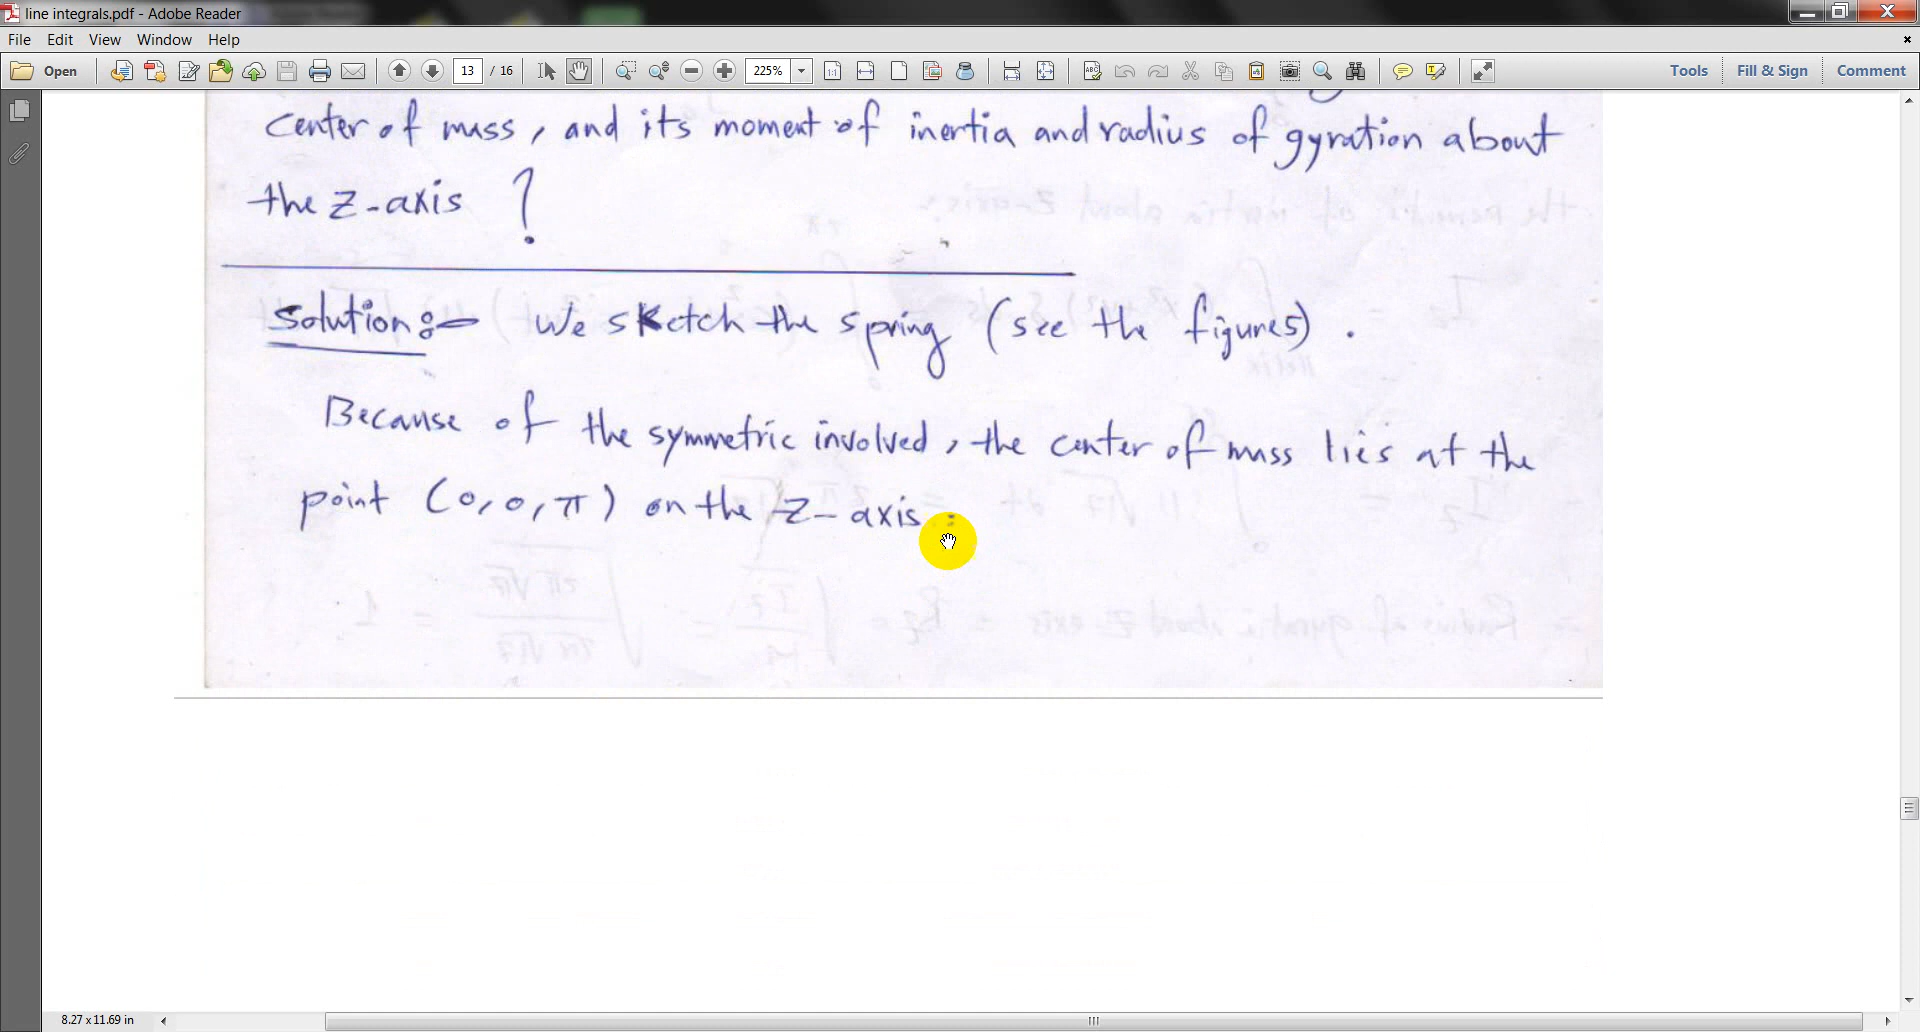 line integrals.pdf - Adobe Reader
File Edit View Window Help
Open 13 / 16 225% Tools Fill & Sign Comment
center of mass, and its moment of inertia and radius of gyration about
the z-axis ?
Solution:- We sketch the spring (see the figures).
Because of the symmetric involved, the center of mass lies at the
point (0, 0, π) on the z-axis.
8.27 x 11.69 in